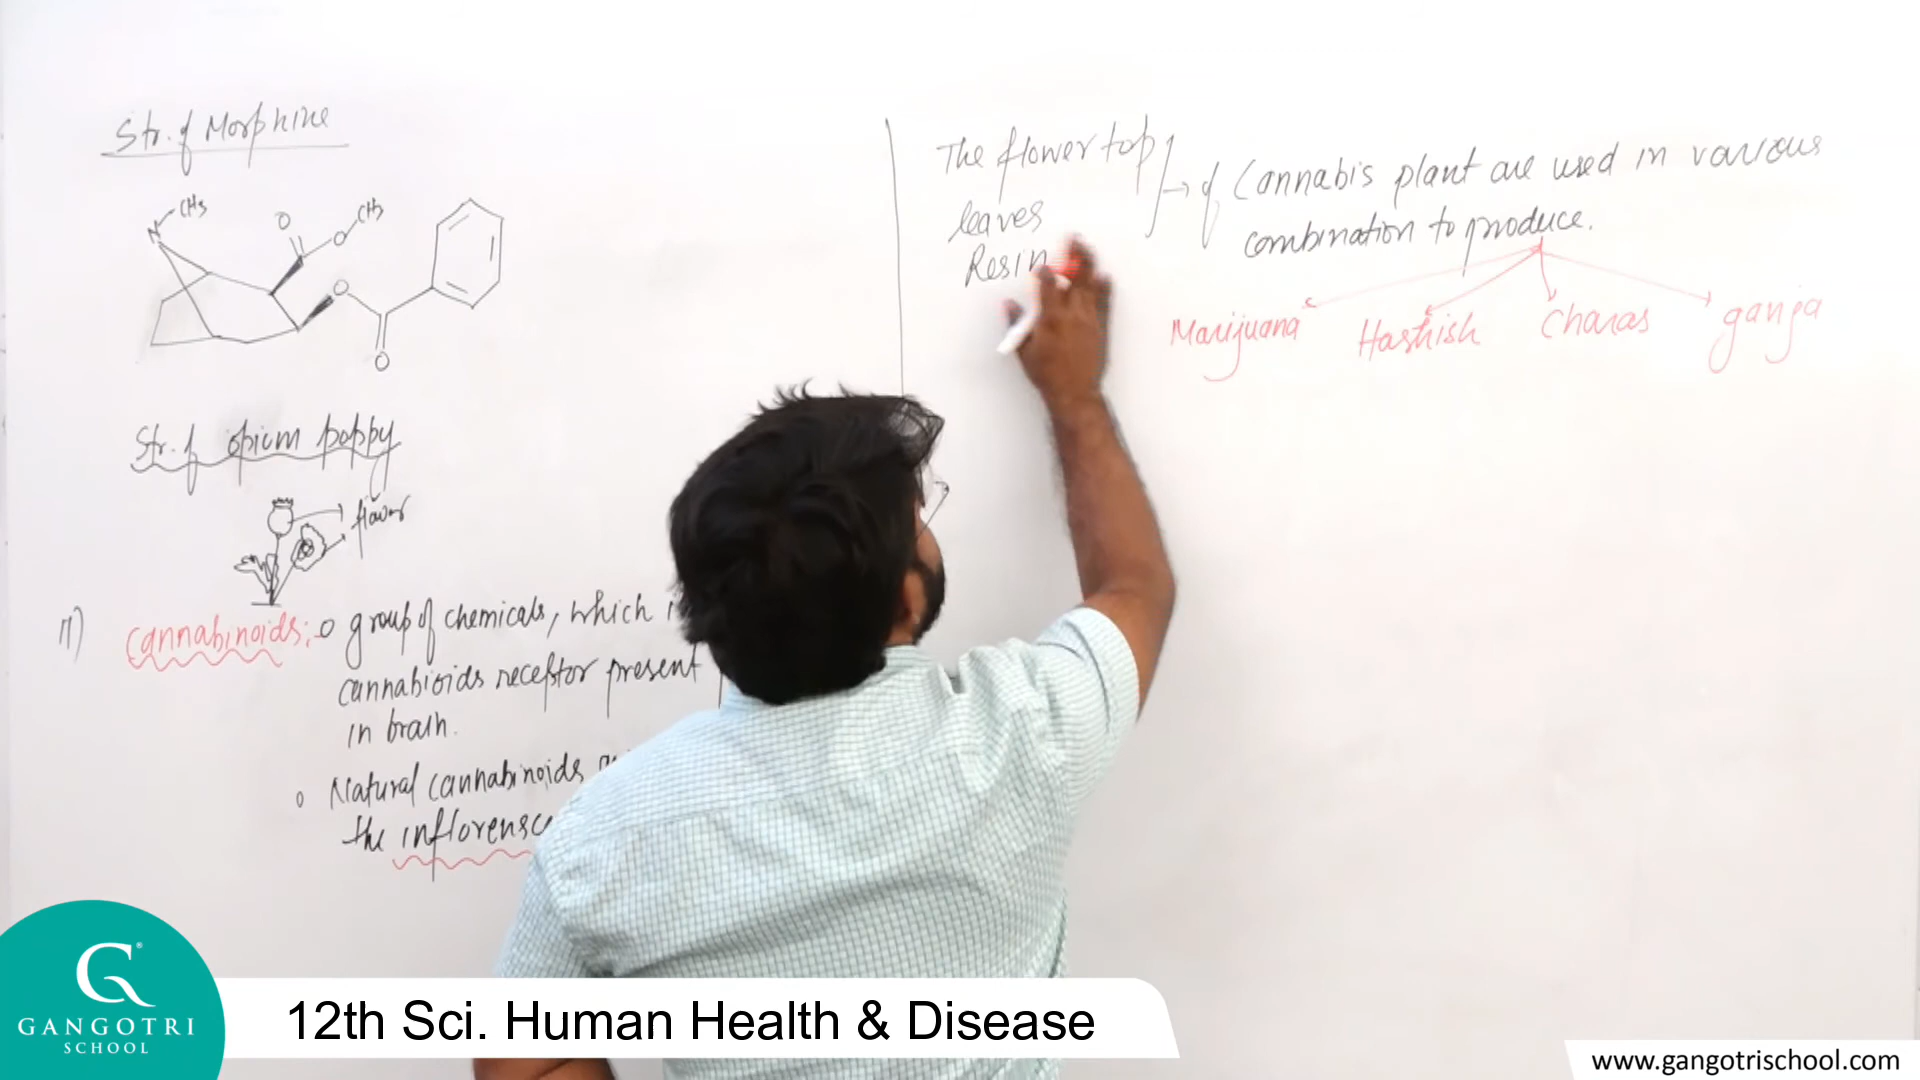 Str. of Morphine
N CH3
O
O CH3
O
O
Str. of opium poppy
flower
11) Cannabinoids:- o group of chemicals, which
cannabioids receptor present
in brain.
o Natural cannabinoids
the inflorensce
The flower top
leaves
Resin
→ of Cannabis plant are used in various
combination to produce.
Marijuana Hashish Charas ganja
GANGOTRI
SCHOOL
12th Sci. Human Health & Disease
www.gangotrischool.com